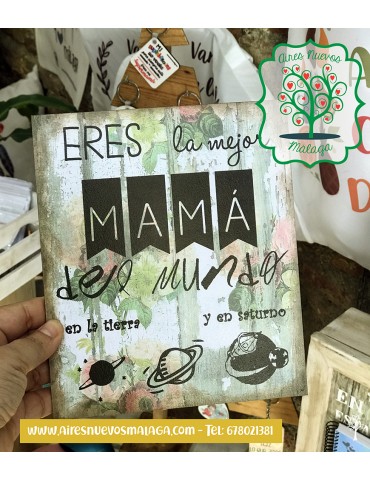 Aires Nuevos
Málaga
ERES la mejor
MAMÁ
del mundo
en la tierra y en saturno
EN
www.airesnuevosmalaga.com - Tel: 678021381